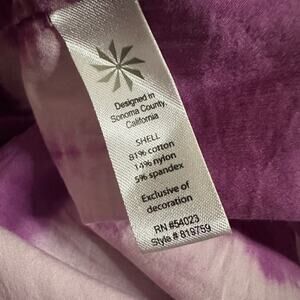 Designed in
Sonoma County,
California
SHELL
81% cotton
14% nylon
5% spandex
Exclusive of
decoration
RN #54023
Style # 819759